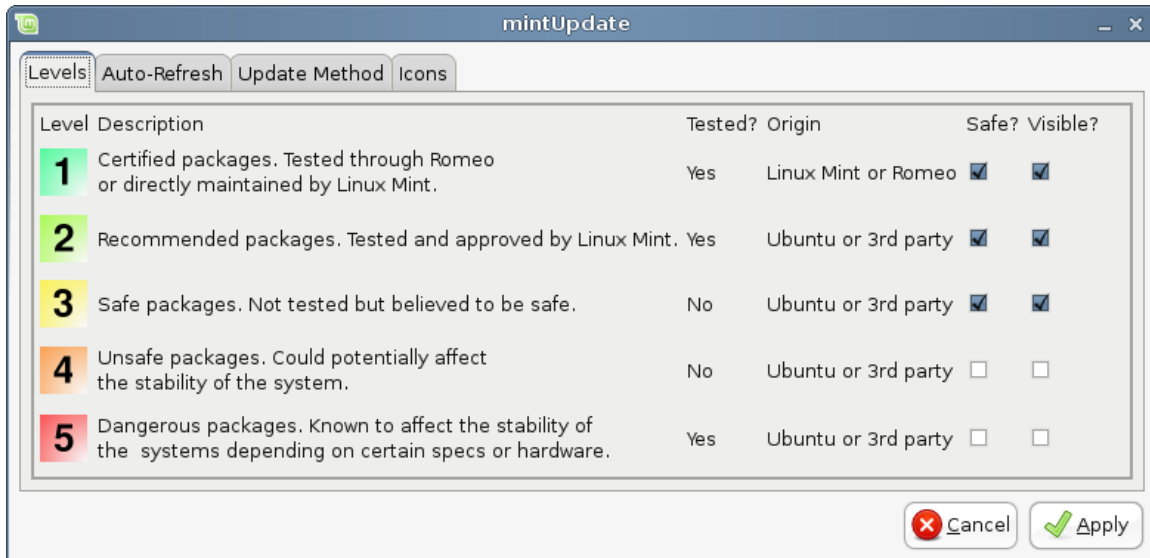 mintUpdate
Levels Auto-Refresh Update Method Icons
Level Description Tested? Origin Safe? Visible?
1 Certified packages. Tested through Romeo
or directly maintained by Linux Mint. Yes Linux Mint or Romeo
2 Recommended packages. Tested and approved by Linux Mint. Yes Ubuntu or 3rd party
3 Safe packages. Not tested but believed to be safe. No Ubuntu or 3rd party
4 Unsafe packages. Could potentially affect
the stability of the system. No Ubuntu or 3rd party
5 Dangerous packages. Known to affect the stability of
the  systems depending on certain specs or hardware. Yes Ubuntu or 3rd party
Cancel Apply